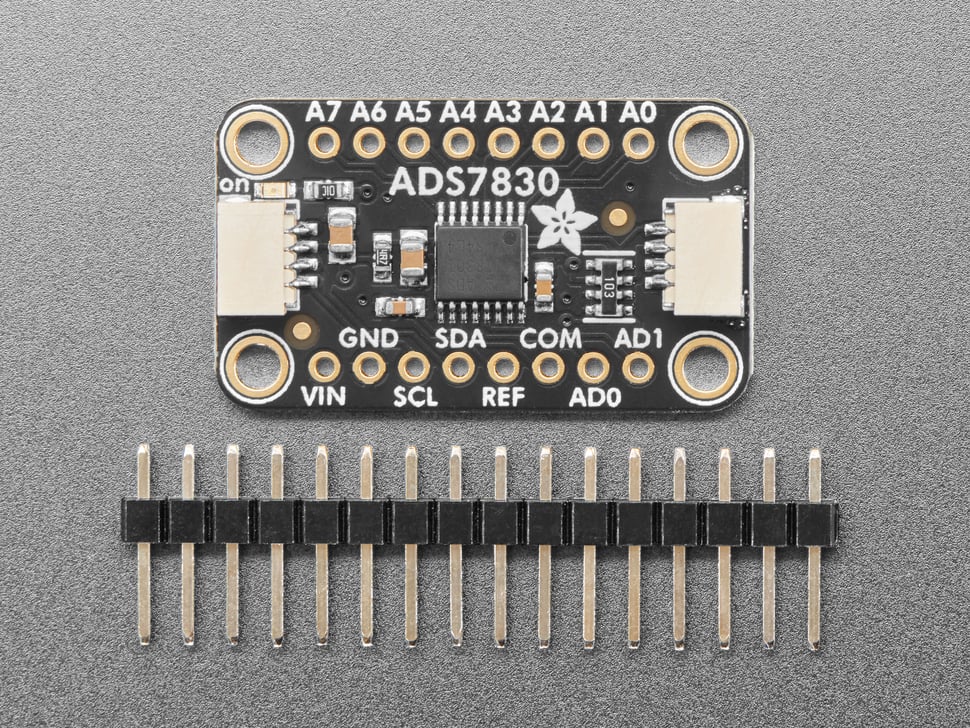 A7 A6 A5 A4 A3 A2 A1 A0
ADS7830
on
103
GND SDA COM AD1
VIN SCL REF AD0